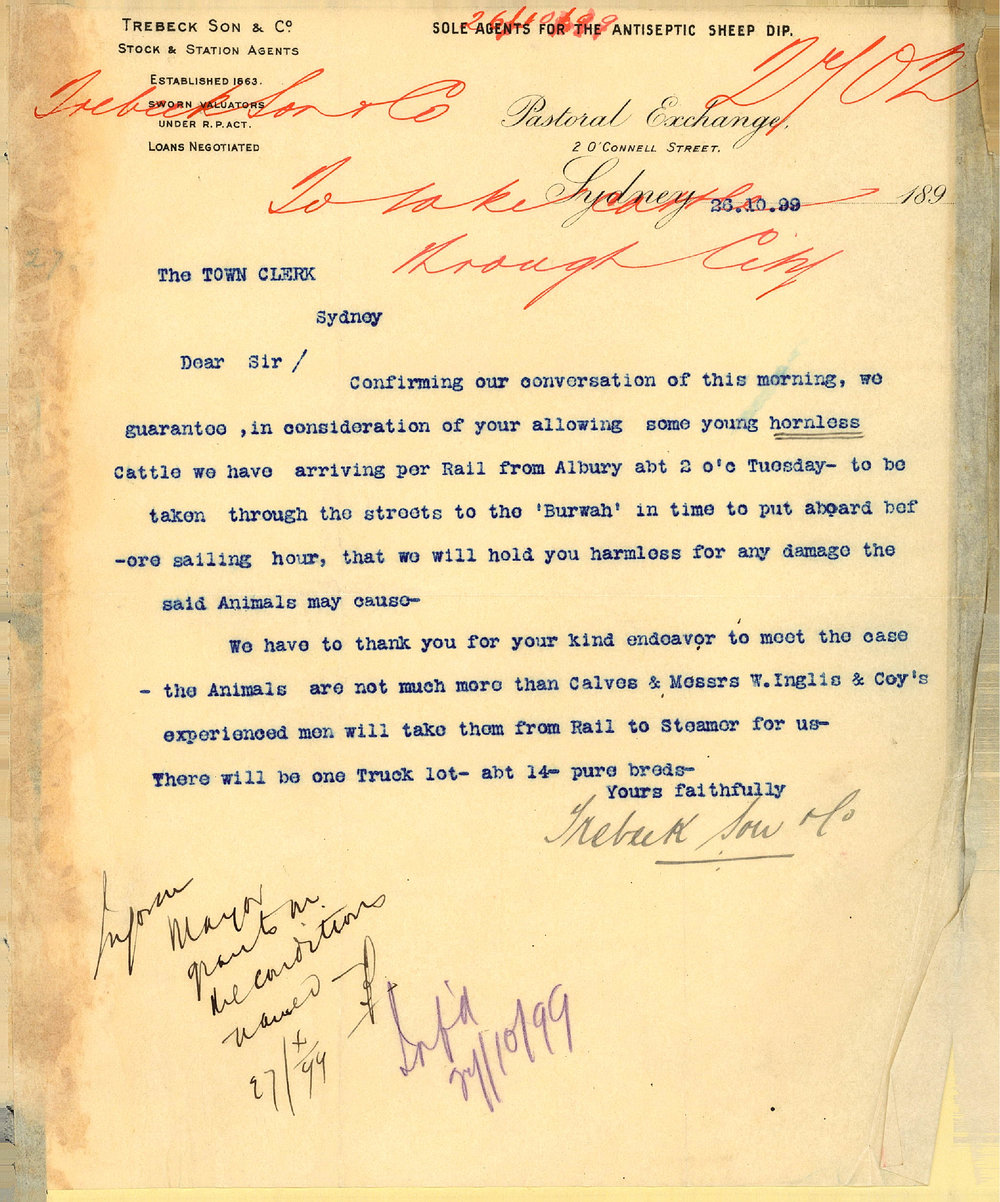 TREBECK SON & Co.
STOCK & STATION AGENTS
ESTABLISHED 1863.
SWORN VALUATORS
UNDER R.P. ACT.
LOANS NEGOTIATED
26/10/99
SOLE AGENTS FOR THE ANTISEPTIC SHEEP DIP.
2702
Trebeck Son & Co
Pastoral Exchange,
2 O'CONNELL STREET.
Sydney 26.10.99 189
To take cattle
through City
The TOWN CLERK
Sydney
Dear Sir /
Confirming our conversation of this morning, we
guarantee ,in consideration of your allowing some young hornless
Cattle we have arriving per Rail from Albury abt 2 o'c Tuesday- to be
taken through the streets to the 'Burwah' in time to put aboard bef
-ore sailing hour, that we will hold you harmless for any damage the
said Animals may cause-
We have to thank you for your kind endeavor to meet the case
- the Animals are not much more than Calves & Messrs W.Inglis & Coy's
experienced men will take them from Rail to Steamer for us-
There will be one Truck lot- abt 14- pure breds-
Yours faithfully
Trebeck Son & Co
Inform
Mayor
grants on
the conditions
named
27/X/99
Inf'd
27/10/99